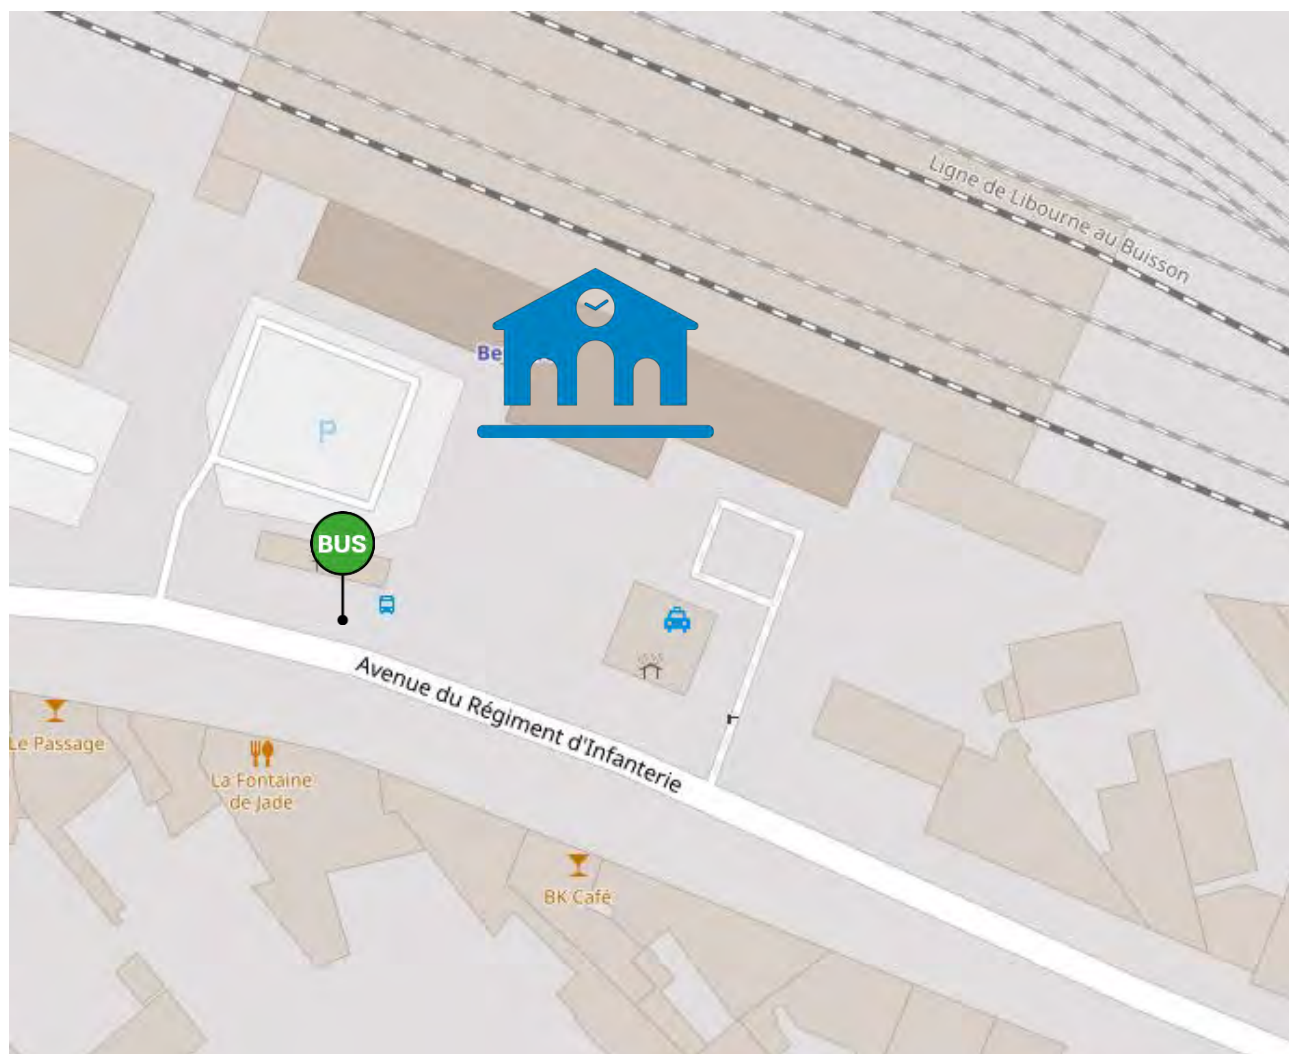 Ligne de Libourne au Buisson
Be
P
BUS
Avenue du Régiment d'Infanterie
Le Passage
La Fontaine
de Jade
BK Café